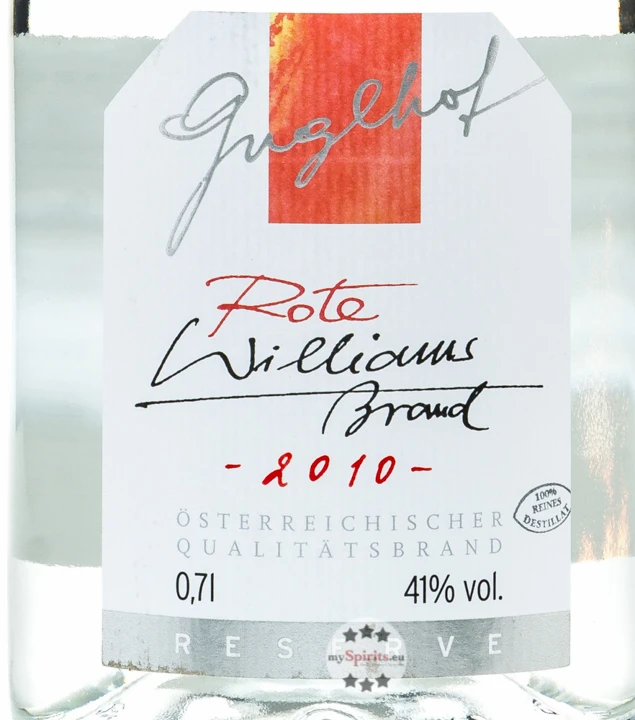 Guglhof
Rote
Williams
Brand
- 2010 -
100%
REINES
DESTILLAT
ÖSTERREICHISCHER
QUALITÄTSBRAND
0,7l
41% vol.
RESERVE
mySpirits.eu